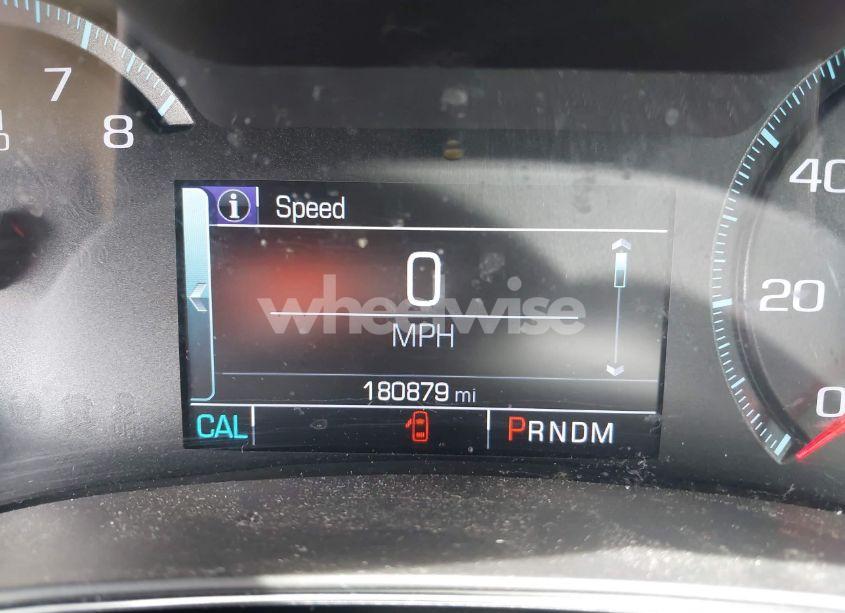 7
8
i Speed
0
wheelwise
MPH
180879 mi
CAL
PRNDM
40
20
0